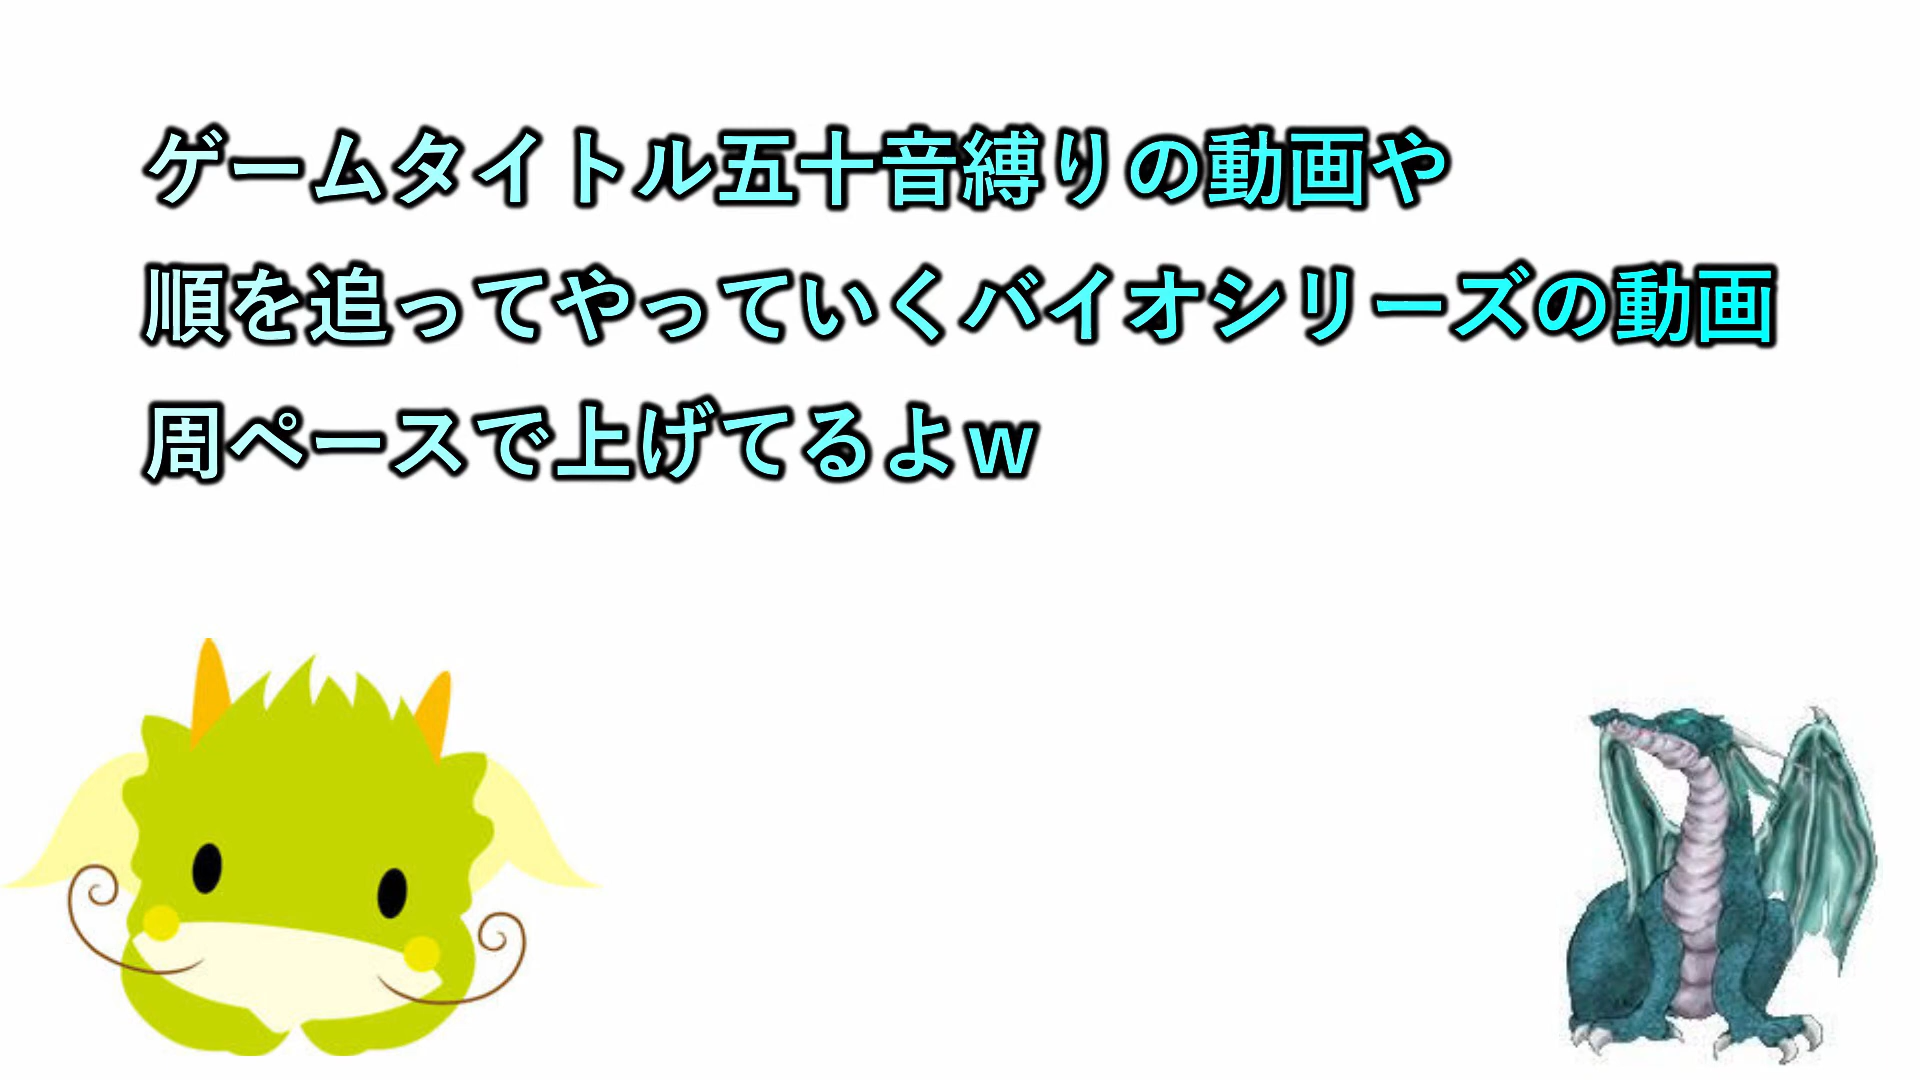 ゲームタイトル五十音縛りの動画や
順を追ってやっていくバイオシリーズの動画
周ペースで上げてるよw